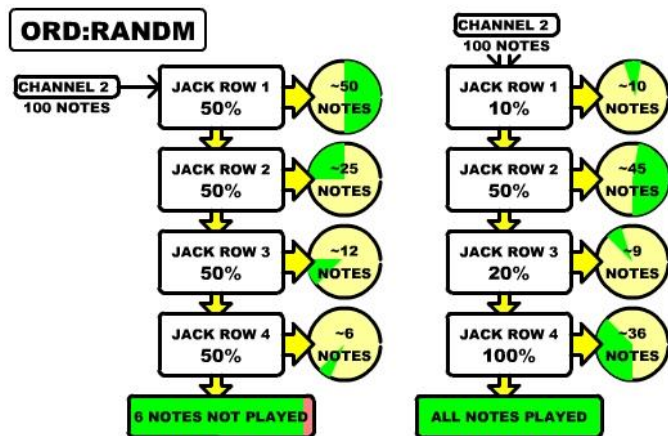 ORD:RANDM
CHANNEL 2
100 NOTES
JACK ROW 1
50%
~50
NOTES
JACK ROW 2
50%
~25
NOTES
JACK ROW 3
50%
~12
NOTES
JACK ROW 4
50%
~6
NOTES
6 NOTES NOT PLAYED
CHANNEL 2
100 NOTES
JACK ROW 1
10%
~10
NOTES
JACK ROW 2
50%
~45
NOTES
JACK ROW 3
20%
~9
NOTES
JACK ROW 4
100%
~36
NOTES
ALL NOTES PLAYED